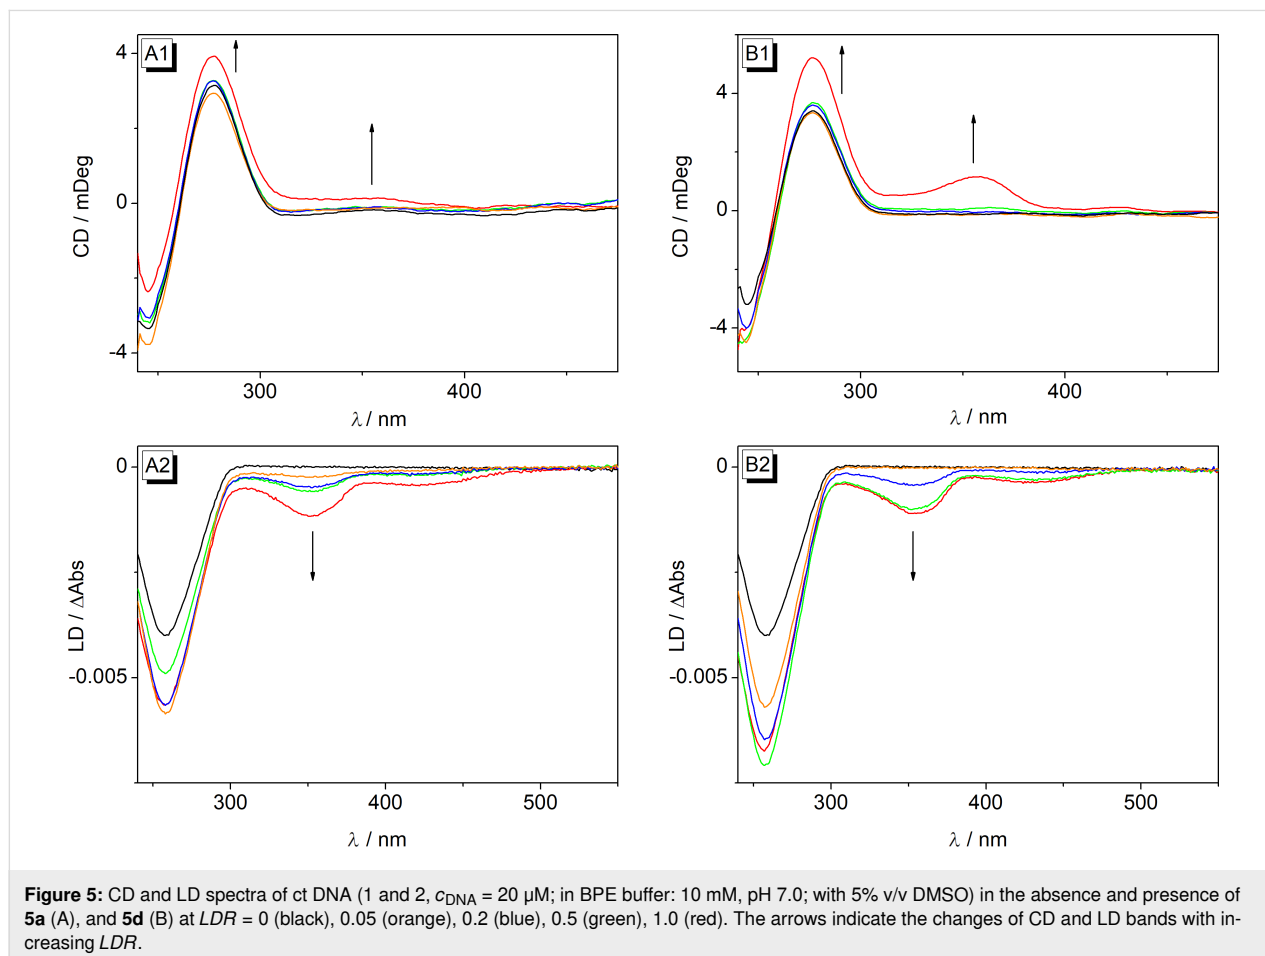 A1
4
0
-4
CD / mDeg
300
400
λ / nm
B1
4
0
-4
CD / mDeg
300
400
λ / nm
A2
0
-0.005
LD / ΔAbs
300
400
500
λ / nm
B2
0
-0.005
LD / ΔAbs
300
400
500
λ / nm
Figure 5: CD and LD spectra of ct DNA (1 and 2, cDNA = 20 µM; in BPE buffer: 10 mM, pH 7.0; with 5% v/v DMSO) in the absence and presence of
5a (A), and 5d (B) at LDR = 0 (black), 0.05 (orange), 0.2 (blue), 0.5 (green), 1.0 (red). The arrows indicate the changes of CD and LD bands with in-
creasing LDR.